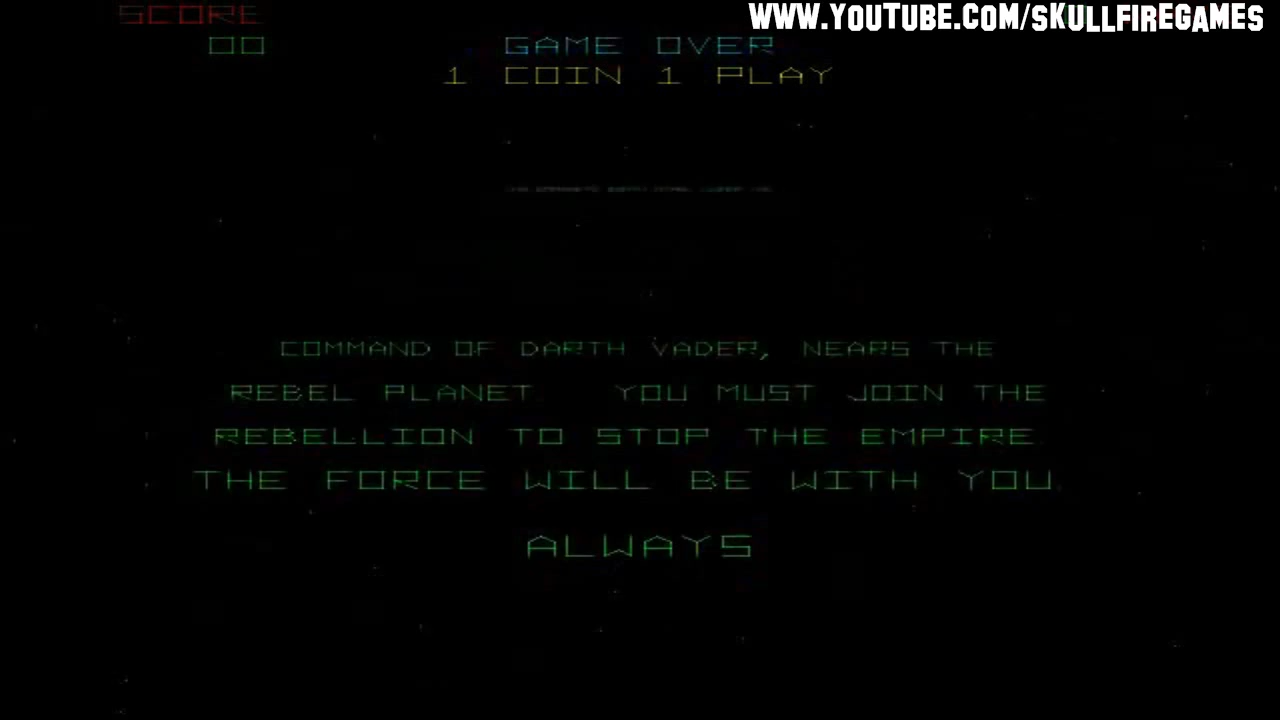 SCORE
WWW.YOUTUBE.COM/SKULLFIREGAMES
00
GAME OVER
1 COIN 1 PLAY
COMMAND OF DARTH VADER, NEARS THE
REBEL PLANET. YOU MUST JOIN THE
REBELLION TO STOP THE EMPIRE.
THE FORCE WILL BE WITH YOU.
ALWAYS